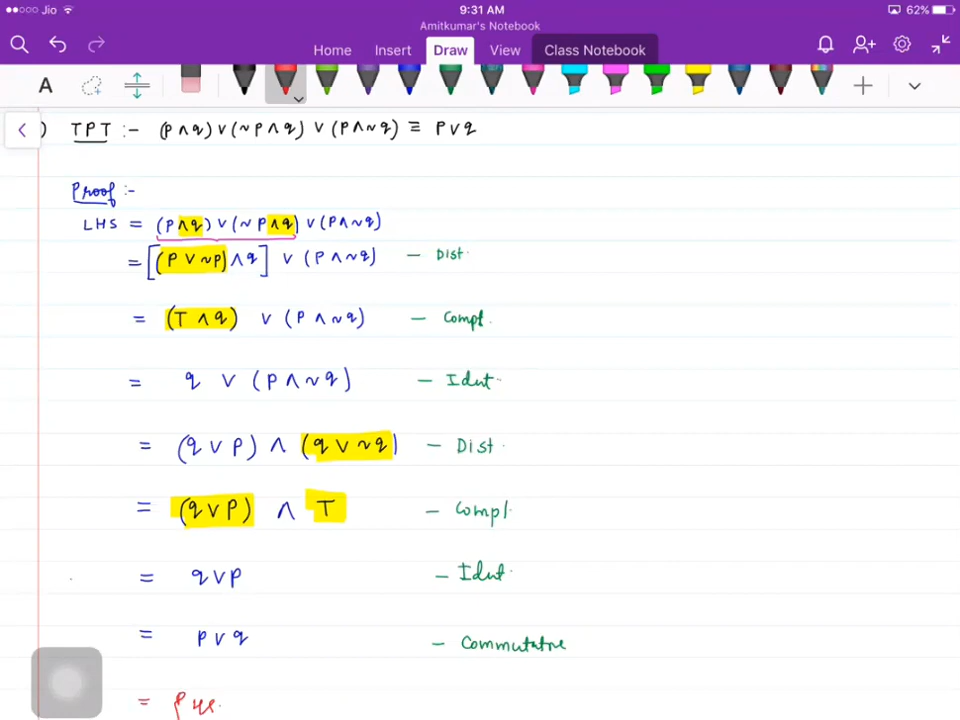 Jio 9:31 AM 62%
Amitkumar's Notebook
Home Insert Draw View Class Notebook
A
) TPT :- (p ∧ q) ∨ (~p ∧ q) ∨ (p ∧ ~q) ≡ p ∨ q
Proof :-
LHS = (p ∧ q) ∨ (~p ∧ q) ∨ (p ∧ ~q)
= [(p ∨ ~p) ∧ q] ∨ (p ∧ ~q) - Dist.
= (T ∧ q) ∨ (p ∧ ~q) - Compl.
= q ∨ (p ∧ ~q) - Idnt.
= (q ∨ p) ∧ (q ∨ ~q) - Dist.
= (q ∨ p) ∧ T - Compl.
= q ∨ p - Idnt.
= p ∨ q - Commutative
=